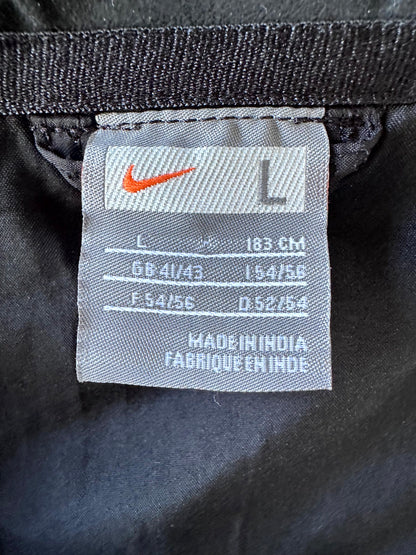 L
L 183 CM
GB 41/43 I.54/56
F.54/56 D.52/54
MADE IN INDIA
FABRIQUE EN INDE